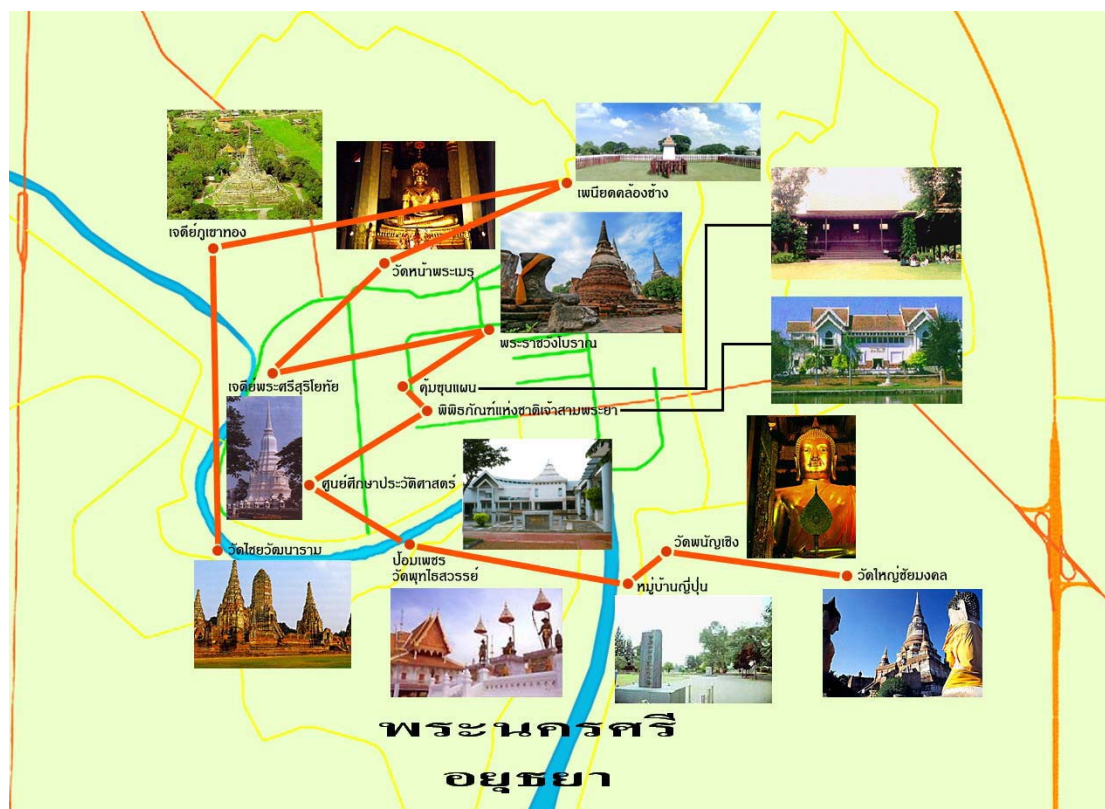 เพนียดคล้องช้าง
เจดีย์ภูเขาทอง
วัดหน้าพระเมรุ
พระราชวังโบราณ
เจดีย์พระศรีสุริโยทัย
คุ้มขุนแผน
พิพิธภัณฑ์แห่งชาติเจ้าสามพระยา
ศูนย์ศึกษาประวัติศาสตร์
วัดไชยวัฒนาราม
ป้อมเพชร
วัดพุทไธสวรรย์
วัดพนัญเชิง
หมู่บ้านญี่ปุ่น
วัดใหญ่ชัยมงคล
พระนครศรี
อยุธยา